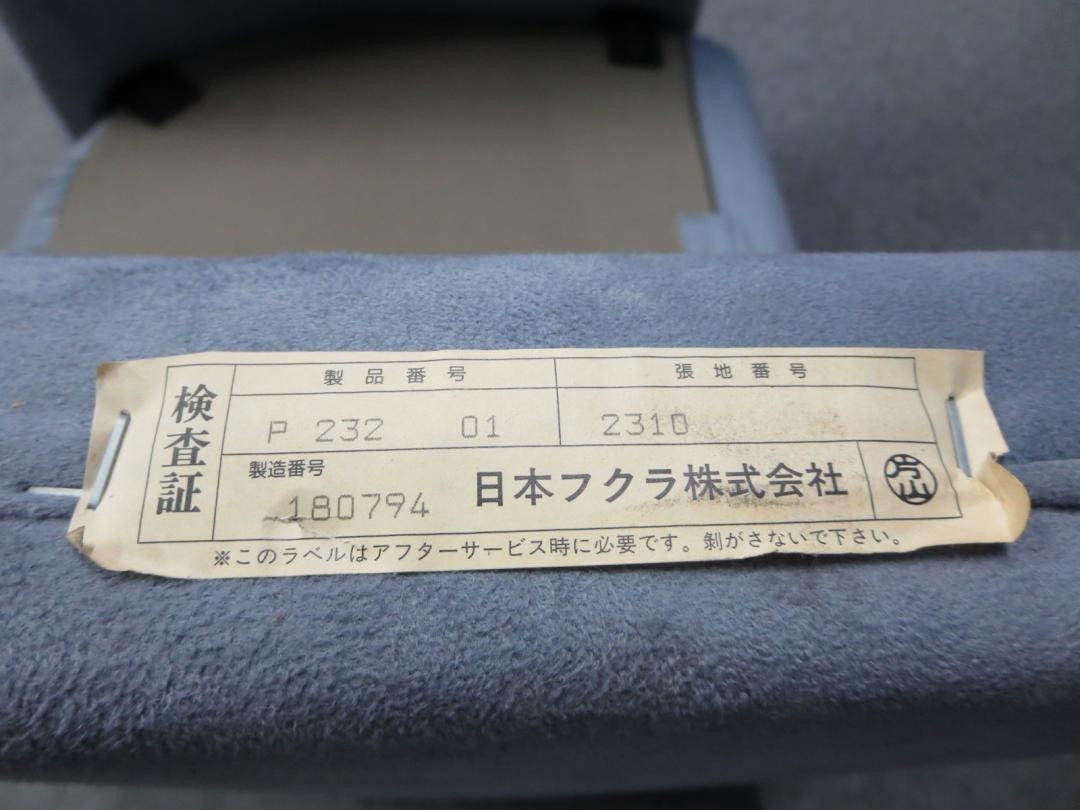 検査証
製品番号 張地番号
P 232 01 2310
製造番号
180794 日本フクラ株式会社 片山
※このラベルはアフターサービス時に必要です。剝がさないで下さい。